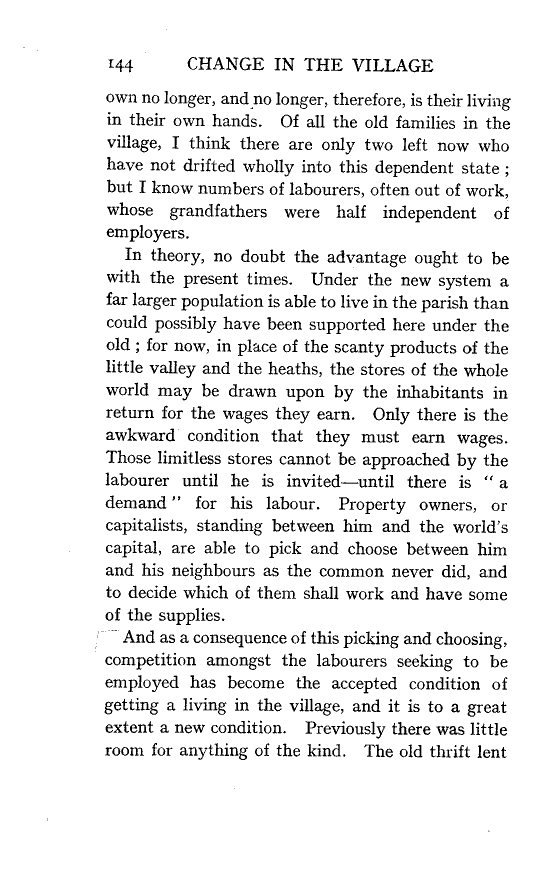 144 CHANGE IN THE VILLAGE
own no longer, and no longer, therefore, is their living
in their own hands. Of all the old families in the
village, I think there are only two left now who
have not drifted wholly into this dependent state ;
but I know numbers of labourers, often out of work,
whose grandfathers were half independent of
employers.
In theory, no doubt the advantage ought to be
with the present times. Under the new system a
far larger population is able to live in the parish than
could possibly have been supported here under the
old ; for now, in place of the scanty products of the
little valley and the heaths, the stores of the whole
world may be drawn upon by the inhabitants in
return for the wages they earn. Only there is the
awkward condition that they must earn wages.
Those limitless stores cannot be approached by the
labourer until he is invited—until there is “ a
demand ” for his labour. Property owners, or
capitalists, standing between him and the world’s
capital, are able to pick and choose between him
and his neighbours as the common never did, and
to decide which of them shall work and have some
of the supplies.
And as a consequence of this picking and choosing,
competition amongst the labourers seeking to be
employed has become the accepted condition of
getting a living in the village, and it is to a great
extent a new condition. Previously there was little
room for anything of the kind. The old thrift lent